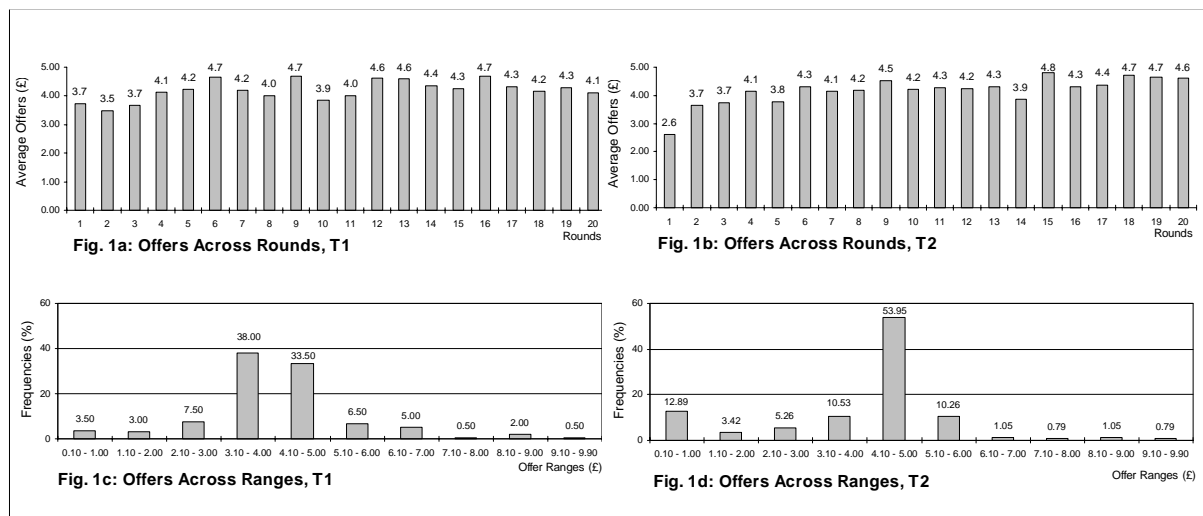 4.7 4.7 4.6 4.6 4.7
4.1 4.2 4.2 4.0 3.9 4.0 4.4 4.3 4.3 4.2 4.3 4.1
3.7 3.5 3.7
5.00
4.00
3.00
2.00
1.00
0.00
Average Offers (£)
1 2 3 4 5 6 7 8 9 10 11 12 13 14 15 16 17 18 19 20
Rounds
Fig. 1a: Offers Across Rounds, T1
4.8 4.7 4.7 4.6
4.1 4.3 4.1 4.2 4.5 4.2 4.3 4.2 4.3 4.3 4.4
2.6 3.7 3.7 3.8 3.9
5.00
4.00
3.00
2.00
1.00
0.00
Average Offers (£)
1 2 3 4 5 6 7 8 9 10 11 12 13 14 15 16 17 18 19 20
Rounds
Fig. 1b: Offers Across Rounds, T2
60
40
20
0
Frequencies (%)
3.50 3.00 7.50 38.00 33.50 6.50 5.00 0.50 2.00 0.50
0.10 - 1.00 1.10 - 2.00 2.10 - 3.00 3.10 - 4.00 4.10 - 5.00 5.10 - 6.00 6.10 - 7.00 7.10 - 8.00 8.10 - 9.00 9.10 - 9.90
Offer Ranges (£)
Fig. 1c: Offers Across Ranges, T1
60
40
20
0
Frequencies (%)
12.89 3.42 5.26 10.53 53.95 10.26 1.05 0.79 1.05 0.79
0.10 - 1.00 1.10 - 2.00 2.10 - 3.00 3.10 - 4.00 4.10 - 5.00 5.10 - 6.00 6.10 - 7.00 7.10 - 8.00 8.10 - 9.00 9.10 - 9.90
Offer Ranges (£)
Fig. 1d: Offers Across Ranges, T2